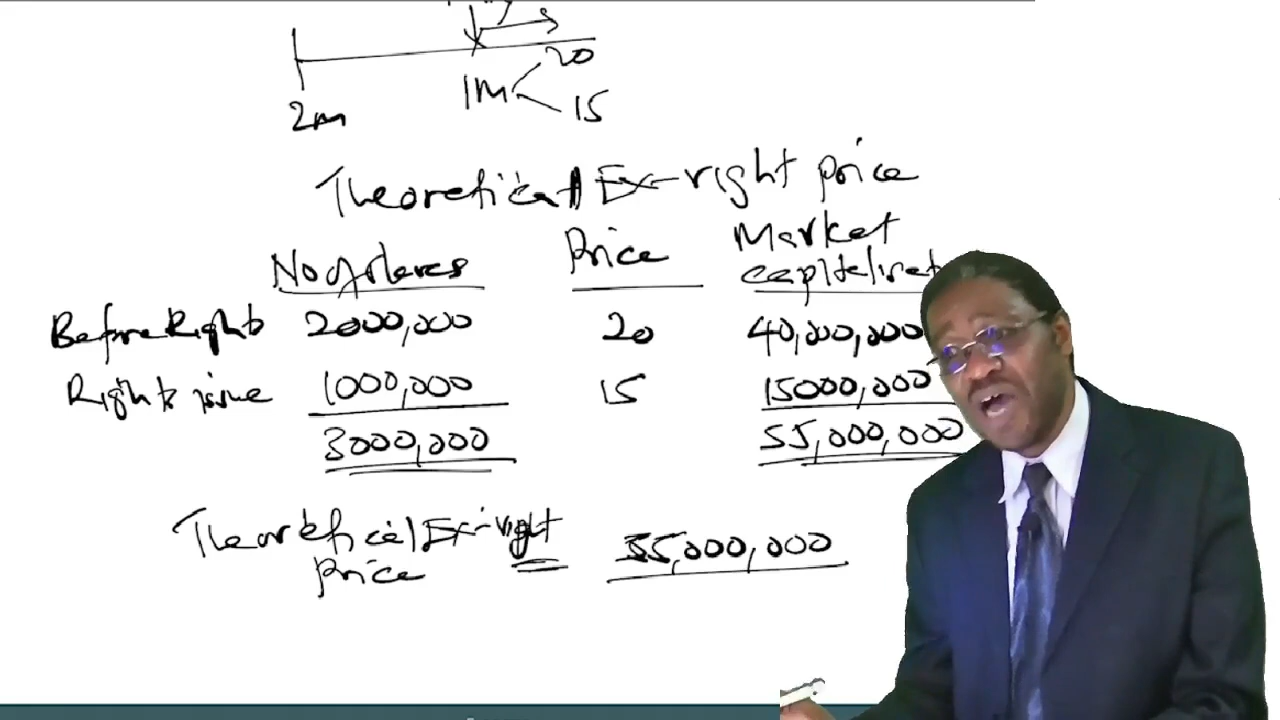 20
2m 1m 15
Theoretical Ex-right price
No of shares Price Market
capitalisat
Before Right 2000,000 20 40,000,000
Rights issue 1000,000 15 15000,000
3000,000 55,000,000
Theoretical Ex-right 55,000,000
Price